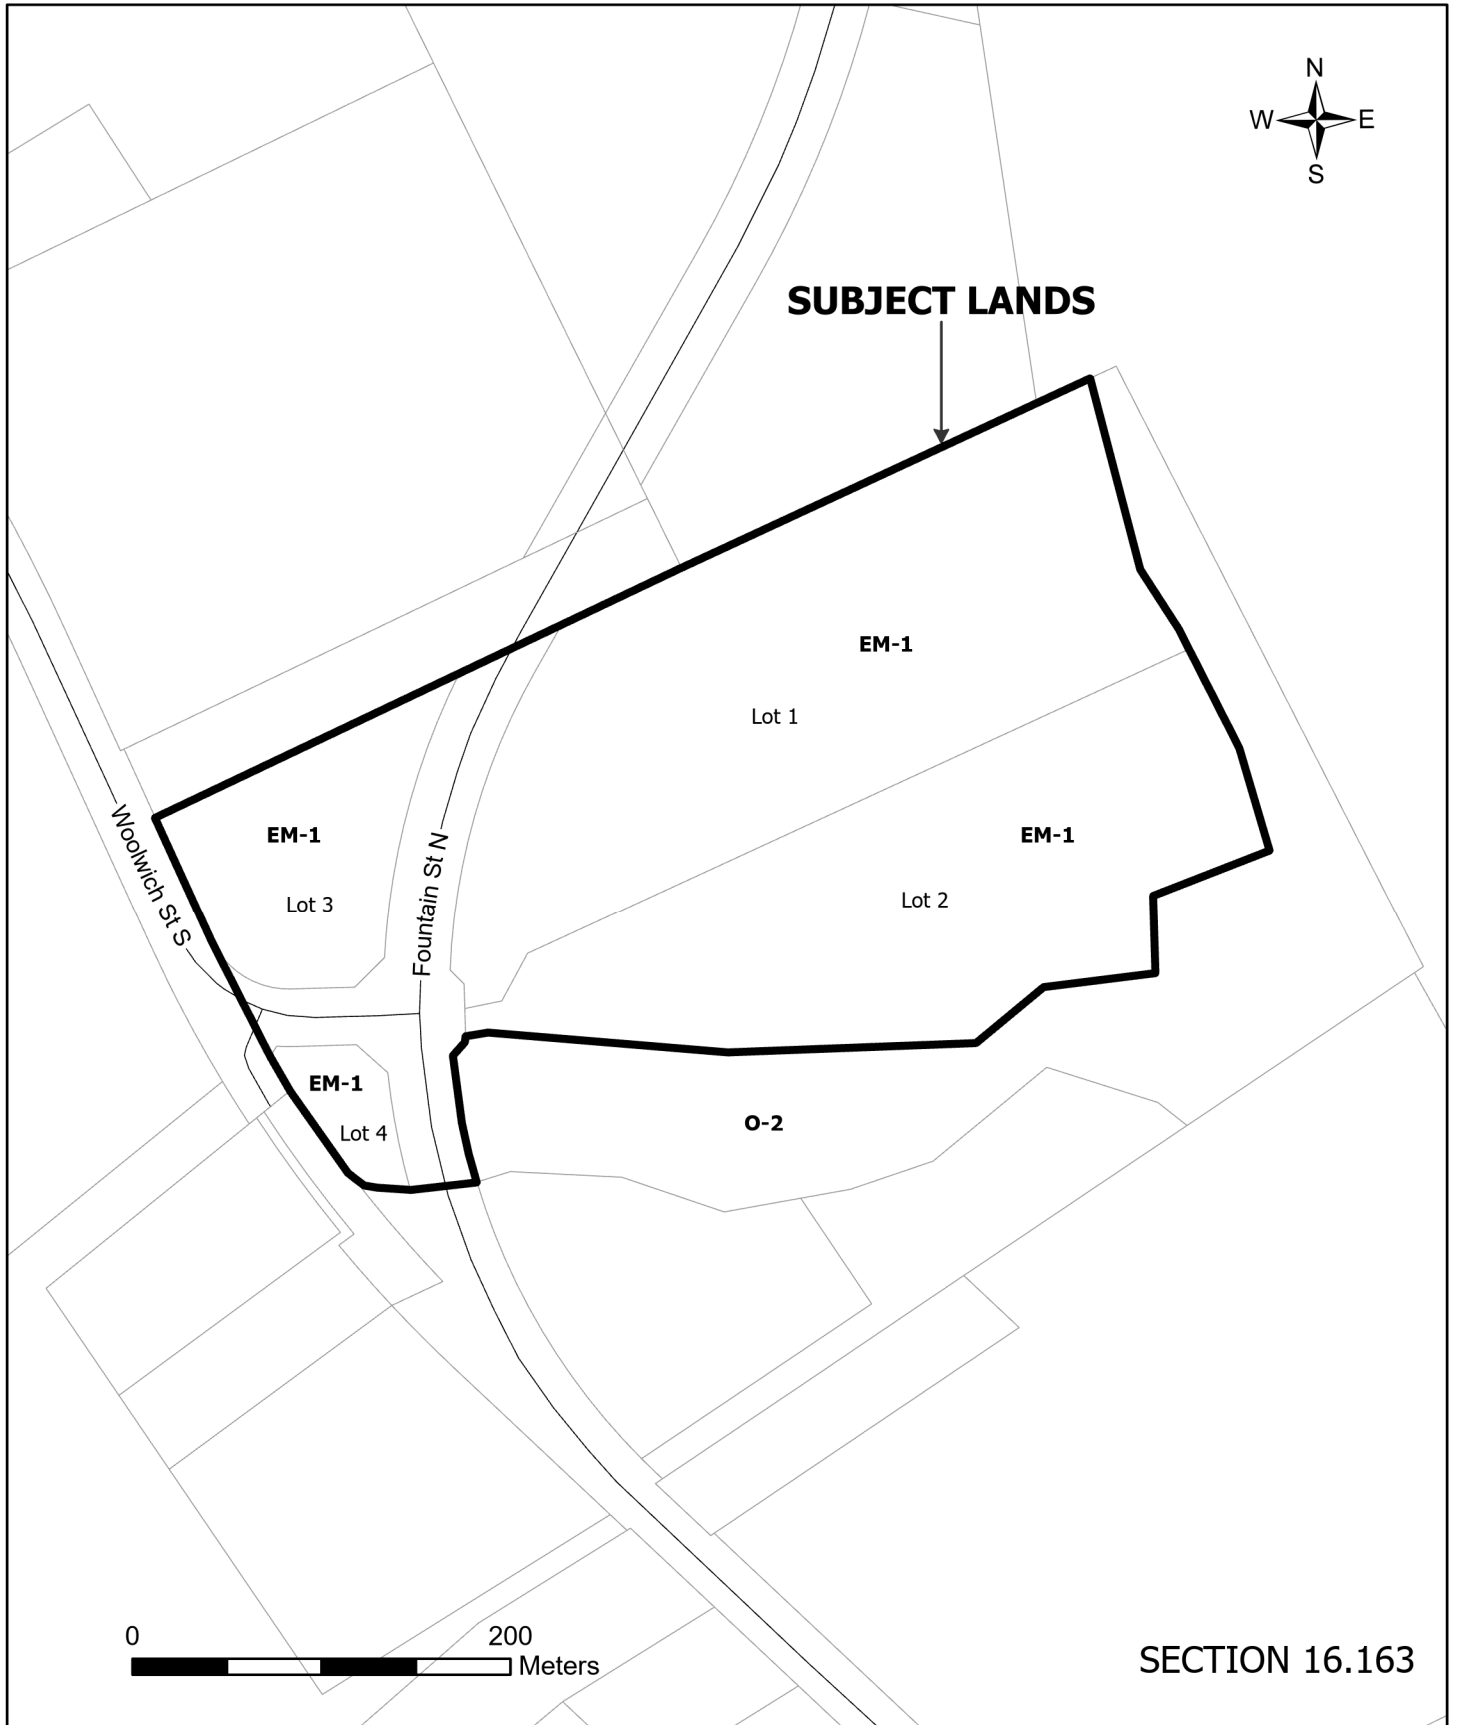 N
W E
S
SUBJECT LANDS
EM-1
Lot 1
Woolwich St S
EM-1
Fountain St N
EM-1
Lot 3
Lot 2
EM-1
Lot 4
O-2
0 200
Meters
SECTION 16.163